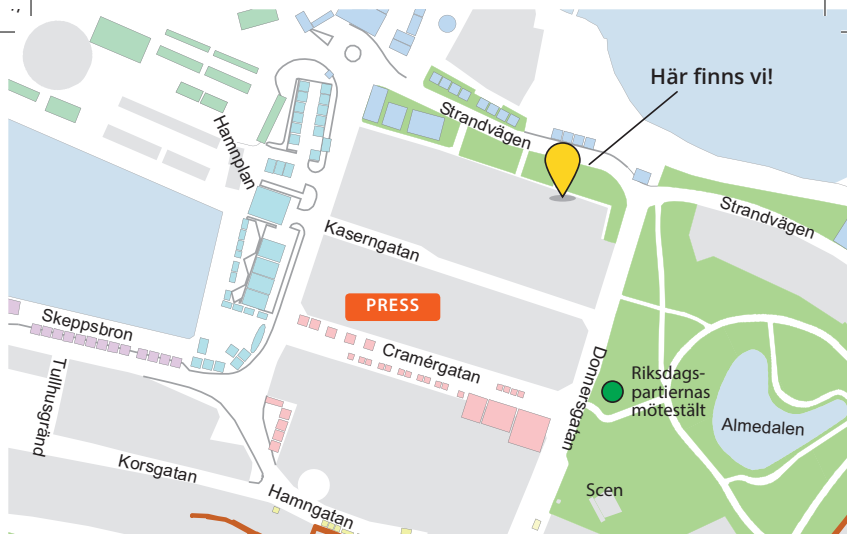 Här finns vi!
Strandvägen
Hamnplan
Strandvägen
Kaserngatan
PRESS
Skeppsbron
Cramérgatan
Donnersgatan
Riksdags-
partiernas
mötestält
Almedalen
Tullhusgränd
Korsgatan
Hamngatan
Scen